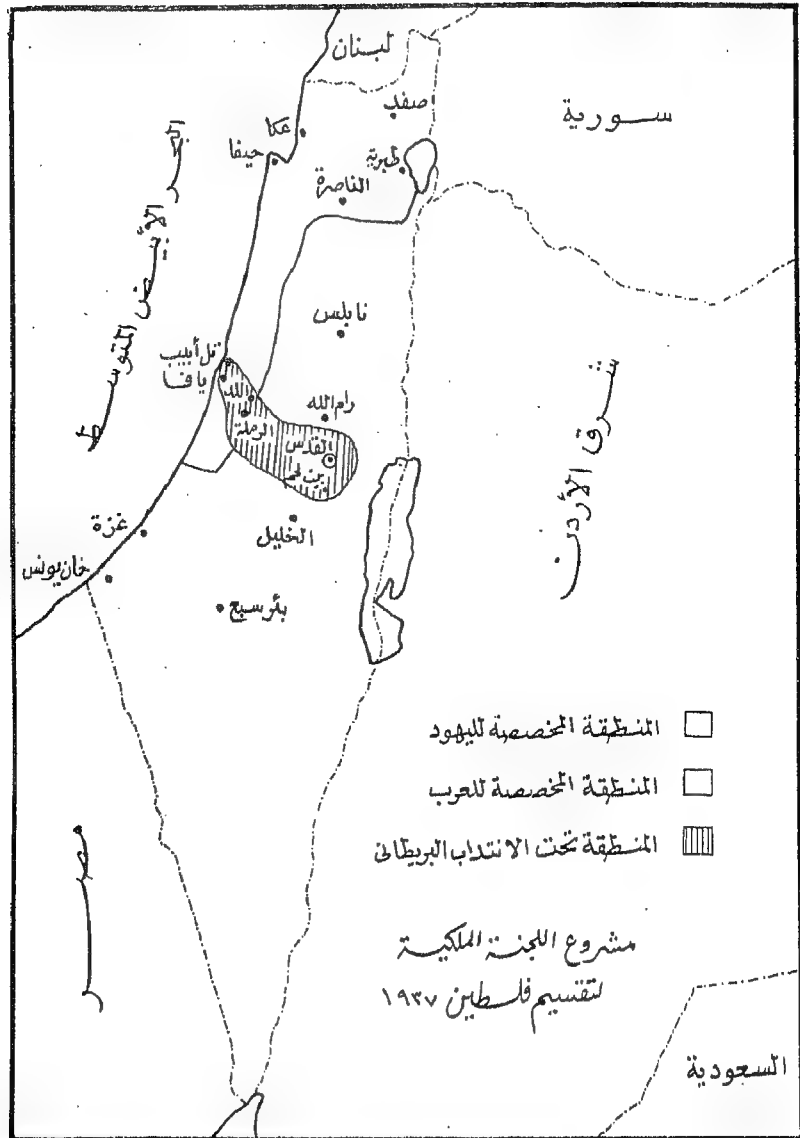 لبنان
صفد
سورية
عكا
حيفا
طبرية
الناصرة
البحر الأبيض المتوسط
نابلس
تل أبيب
يافا
اللد
الرملة
رام الله
القدس
بيت لحم
شرق الأردن
غزة
الخليل
خان يونس
بئر سبع
المنطقة المخصصة لليهود
المنطقة المخصصة للعرب
المنطقة تحت الانتداب البريطانى
مصر
مشروع اللجنة الملكية
لتقسيم فلسطين ١٩٣٧
السعودية